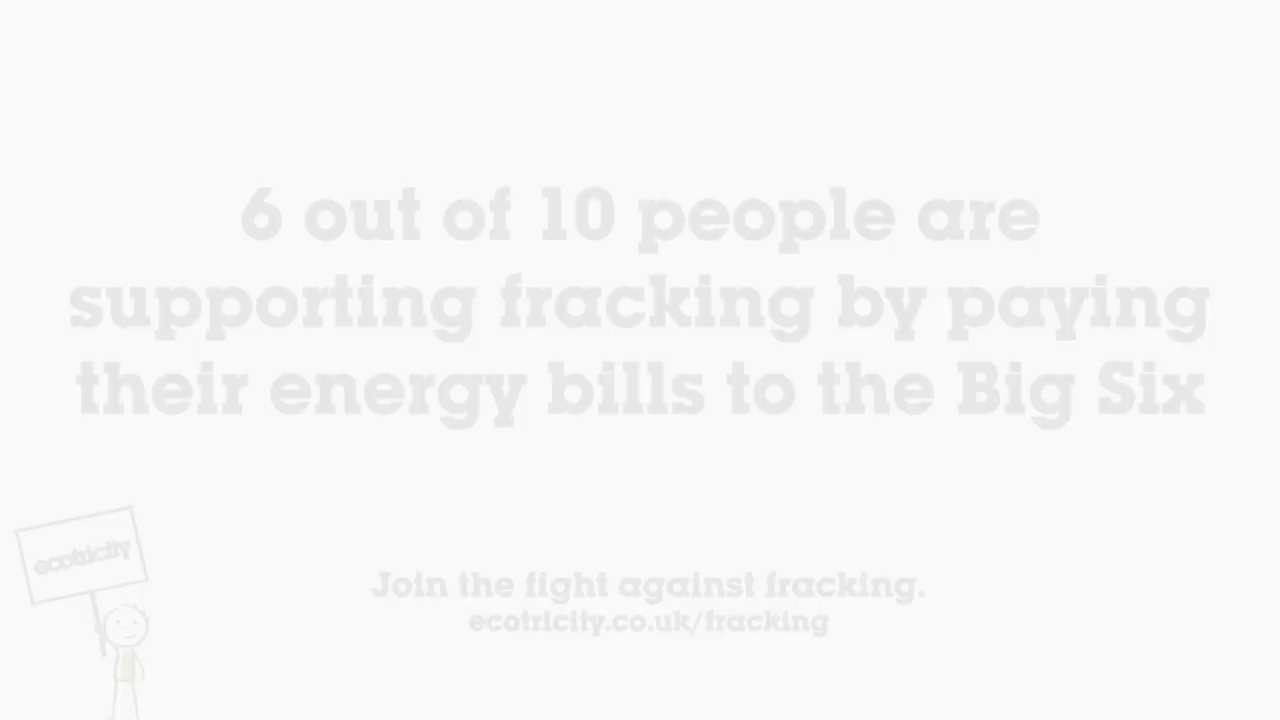 6 out of 10 people are
supporting fracking by paying
their energy bills to the Big Six
ecotricity
Join the fight against fracking.
ecotricity.co.uk/fracking